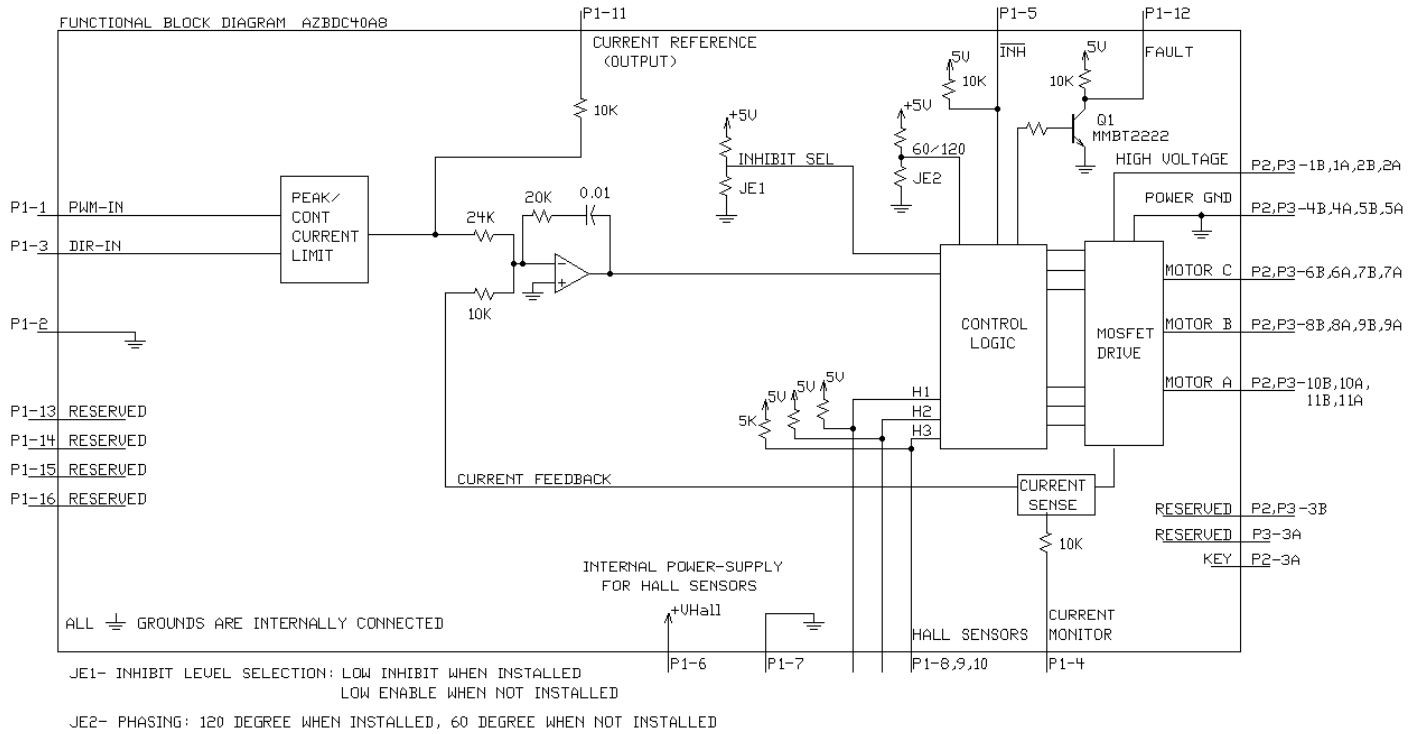 FUNCTIONAL BLOCK DIAGRAM AZBDC40A8
P1-11
P1-5
P1-12
CURRENT REFERENCE
(OUTPUT)
INH
FAULT
5V
10K
5V
10K
10K
+5V
+5V
Q1
MMBT2222
INHIBIT SEL
60/120
HIGH VOLTAGE
P2,P3-1B,1A,2B,2A
JE1
JE2
PEAK/
CONT
CURRENT
LIMIT
P1-1 PWM-IN
20K
0.01
24K
POWER GND
P2,P3-4B,4A,5B,5A
P1-3 DIR-IN
-
+
10K
MOTOR C
P2,P3-6B,6A,7B,7A
P1-2
CONTROL
LOGIC
MOSFET
DRIVE
MOTOR B
P2,P3-8B,8A,9B,9A
MOTOR A
P2,P3-10B,10A,
11B,11A
5V
5V
5V
5K
H1
H2
H3
P1-13 RESERVED
P1-14 RESERVED
P1-15 RESERVED
P1-16 RESERVED
CURRENT FEEDBACK
CURRENT
SENSE
10K
RESERVED P2,P3-3B
RESERVED P3-3A
KEY P2-3A
INTERNAL POWER-SUPPLY
FOR HALL SENSORS
+VHall
ALL GROUNDS ARE INTERNALLY CONNECTED
HALL SENSORS
CURRENT
MONITOR
P1-6
P1-7
P1-8,9,10
P1-4
JE1- INHIBIT LEVEL SELECTION: LOW INHIBIT WHEN INSTALLED
LOW ENABLE WHEN NOT INSTALLED
JE2- PHASING: 120 DEGREE WHEN INSTALLED, 60 DEGREE WHEN NOT INSTALLED